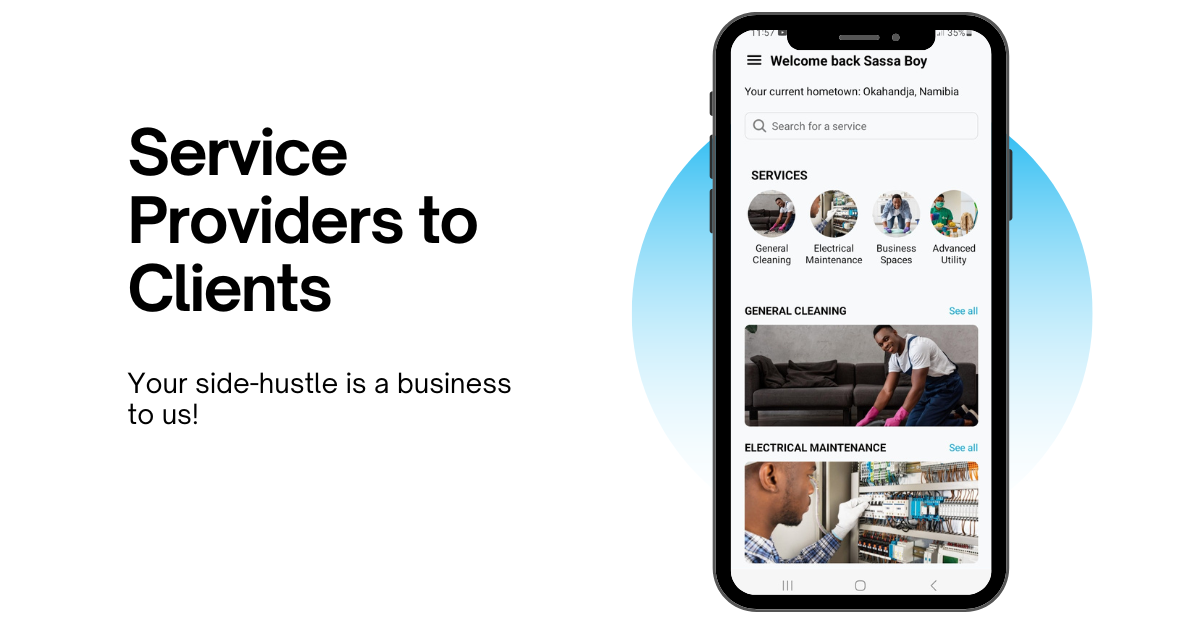 Service
Providers to
Clients
Your side-hustle is a business
to us!
11:57
35%
Welcome back Sassa Boy
Your current hometown: Okahandja, Namibia
Search for a service
SERVICES
General
Cleaning
Electrical
Maintenance
Business
Spaces
Advanced
Utility
GENERAL CLEANING
See all
ELECTRICAL MAINTENANCE
See all